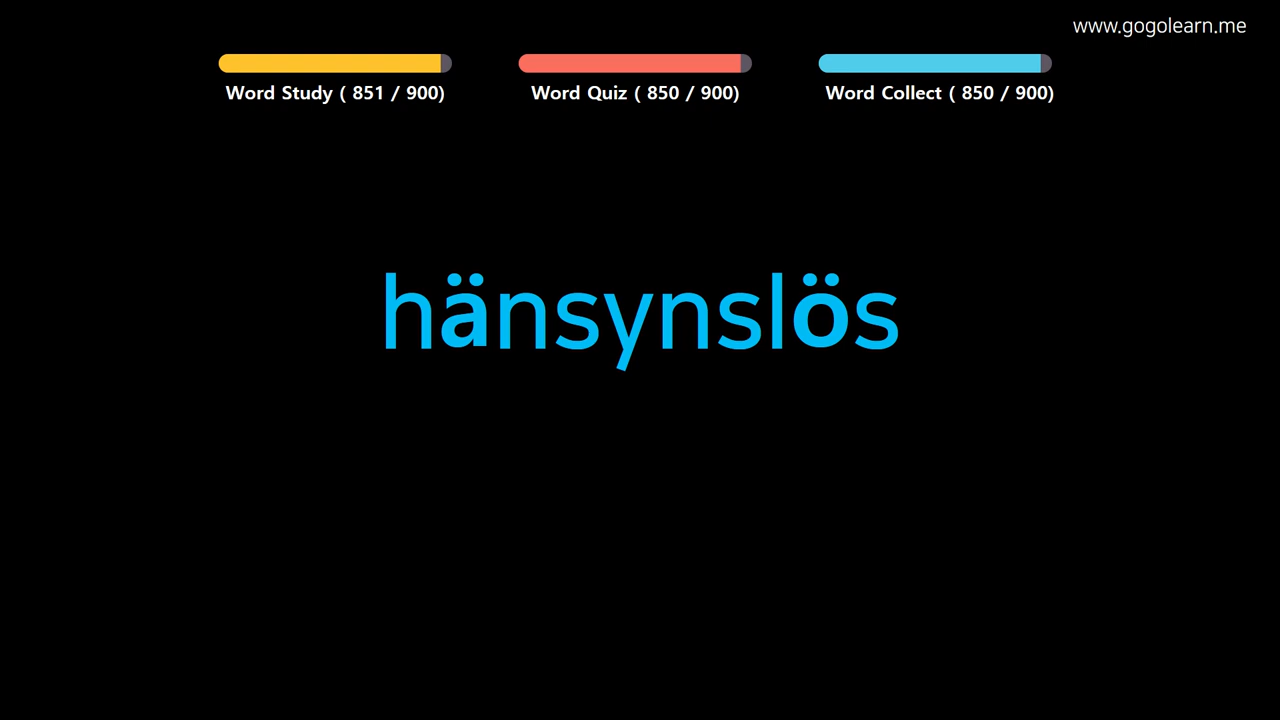 www.gogolearn.me
Word Study ( 851 / 900)
Word Quiz ( 850 / 900)
Word Collect ( 850 / 900)
hänsynslös